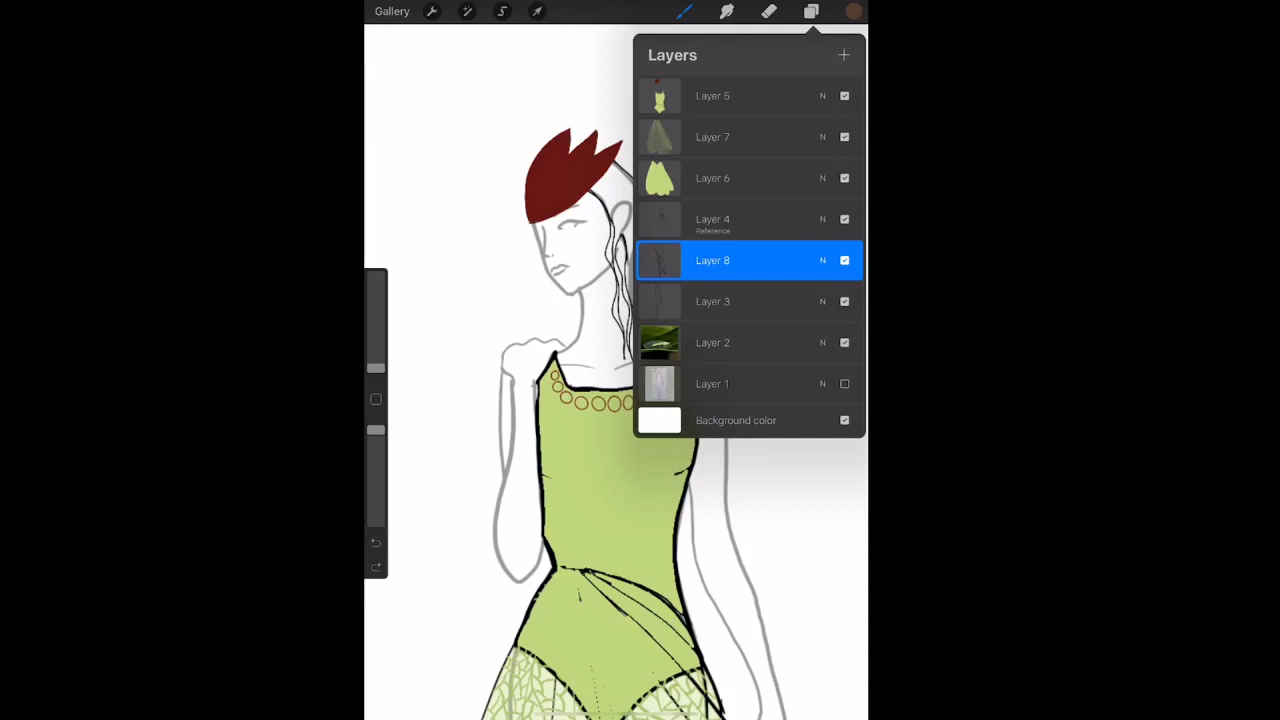 Gallery
Layers
Layer 5 N
Layer 7 N
Layer 6 N
Layer 4 N
Reference
Layer 8 N
Layer 3 N
Layer 2 N
Layer 1 N
Background color